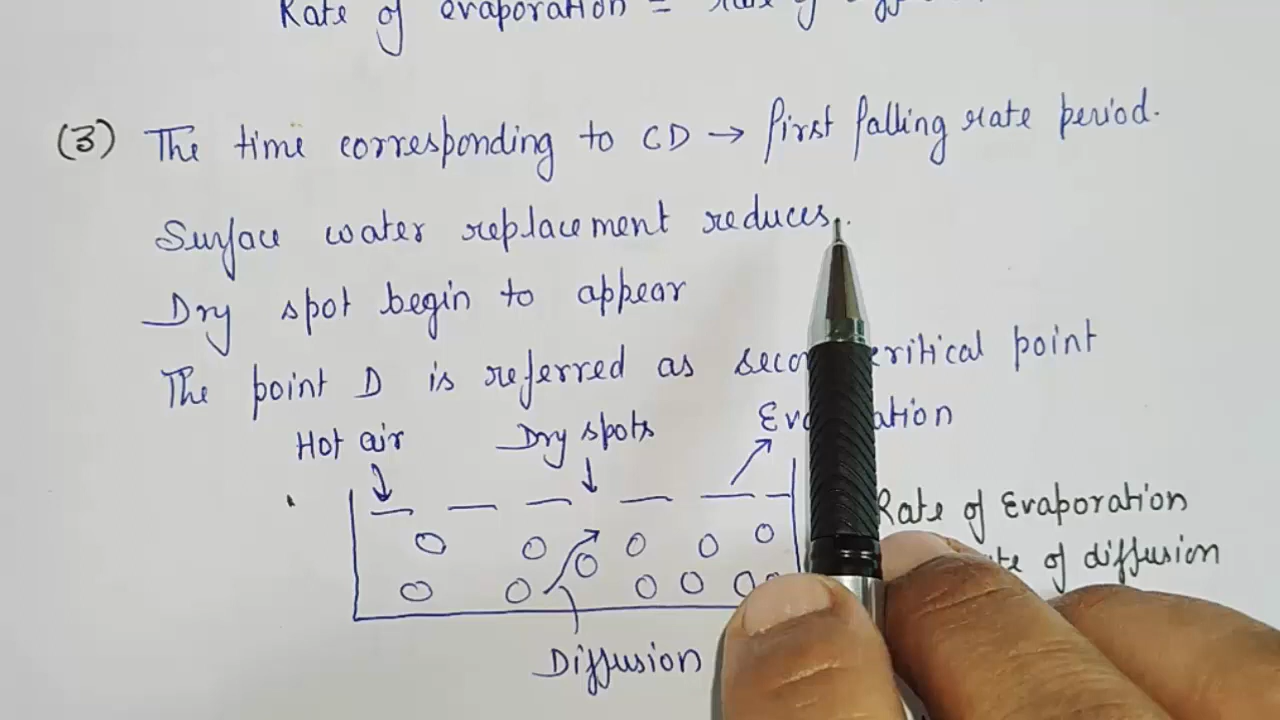 Rate of evaporation = rate of
(3) The time corresponding to CD → first falling rate period.
Surface water replacement reduces.
Dry spot begin to appear
The point D is referred as critical point
Hot air
Dry spots
Rate of Evaporation
of diffusion
Diffusion